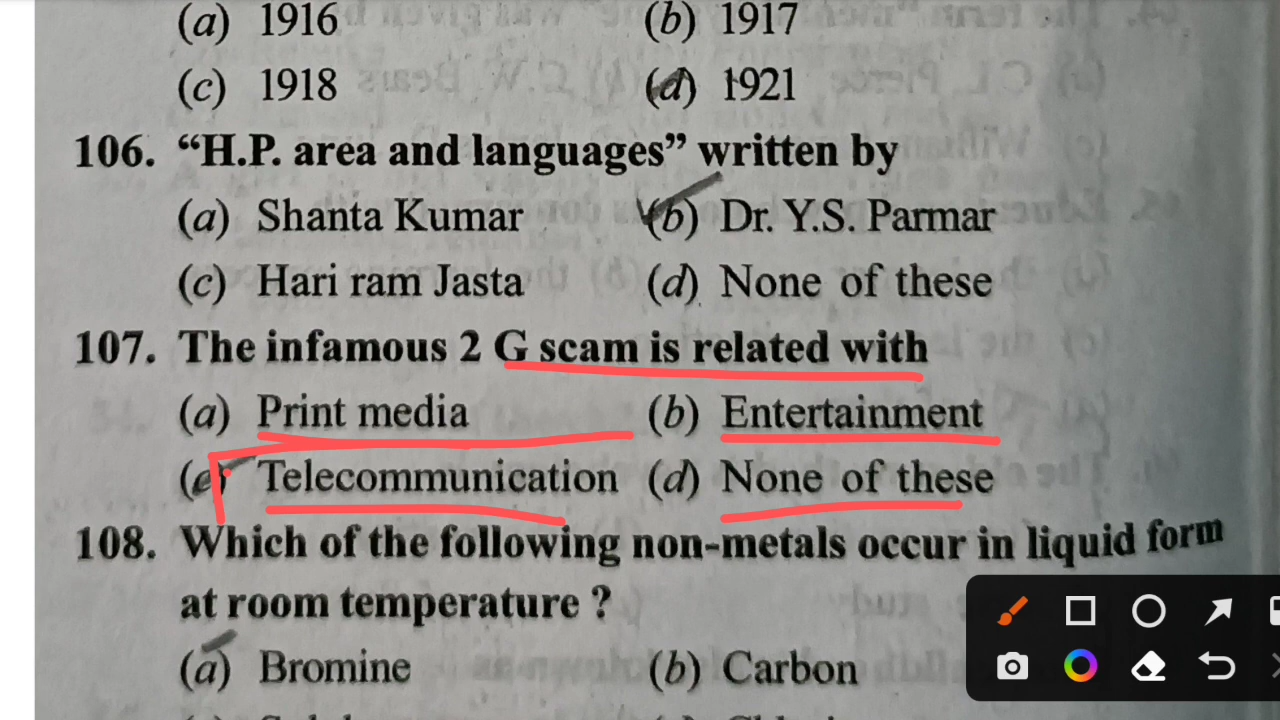 (a) 1916 (b) 1917
(c) 1918 (d) 1921
106. “H.P. area and languages” written by
(a) Shanta Kumar (b) Dr. Y.S. Parmar
(c) Hari ram Jasta (d) None of these
107. The infamous 2 G scam is related with
(a) Print media (b) Entertainment
(c) Telecommunication (d) None of these
108. Which of the following non-metals occur in liquid form
at room temperature ?
(a) Bromine (b) Carbon